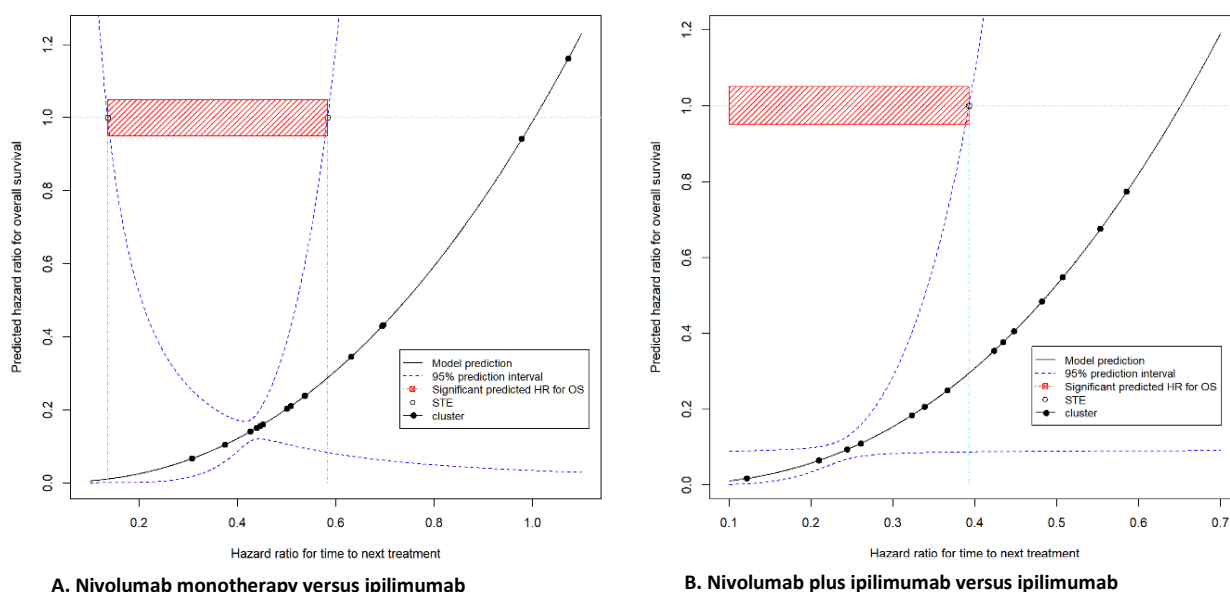 Predicted hazard ratio for overall survival
1.2
1.0
0.8
0.6
0.4
0.2
0.0
Model prediction
95% prediction interval
Significant predicted HR for OS
STE
cluster
0.2 0.4 0.6 0.8 1.0
Hazard ratio for time to next treatment
A. Nivolumab monotherapy versus ipilimumab
Predicted hazard ratio for overall survival
1.2
1.0
0.8
0.6
0.4
0.2
0.0
Model prediction
95% prediction interval
Significant predicted HR for OS
STE
cluster
0.1 0.2 0.3 0.4 0.5 0.6 0.7
Hazard ratio for time to next treatment
B. Nivolumab plus ipilimumab versus ipilimumab